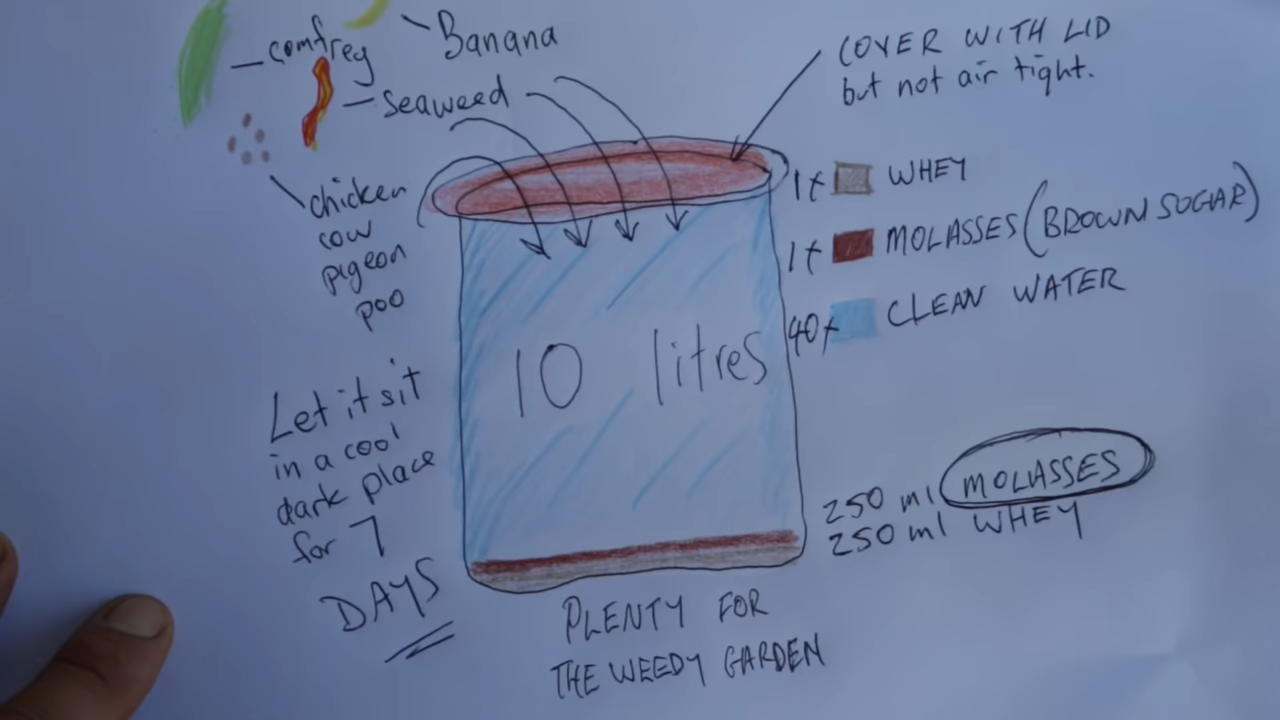 comfrey
Banana
seaweed
chicken
cow
pigeon
poo
COVER WITH LID
but not air tight.
1x WHEY
1x MOLASSES (BROWN SUGAR)
40x CLEAN WATER
10 litres
Let it sit
in a cool
dark place
for 7
DAYS
250 ml MOLASSES
250 ml WHEY
PLENTY FOR
THE WEEDY GARDEN